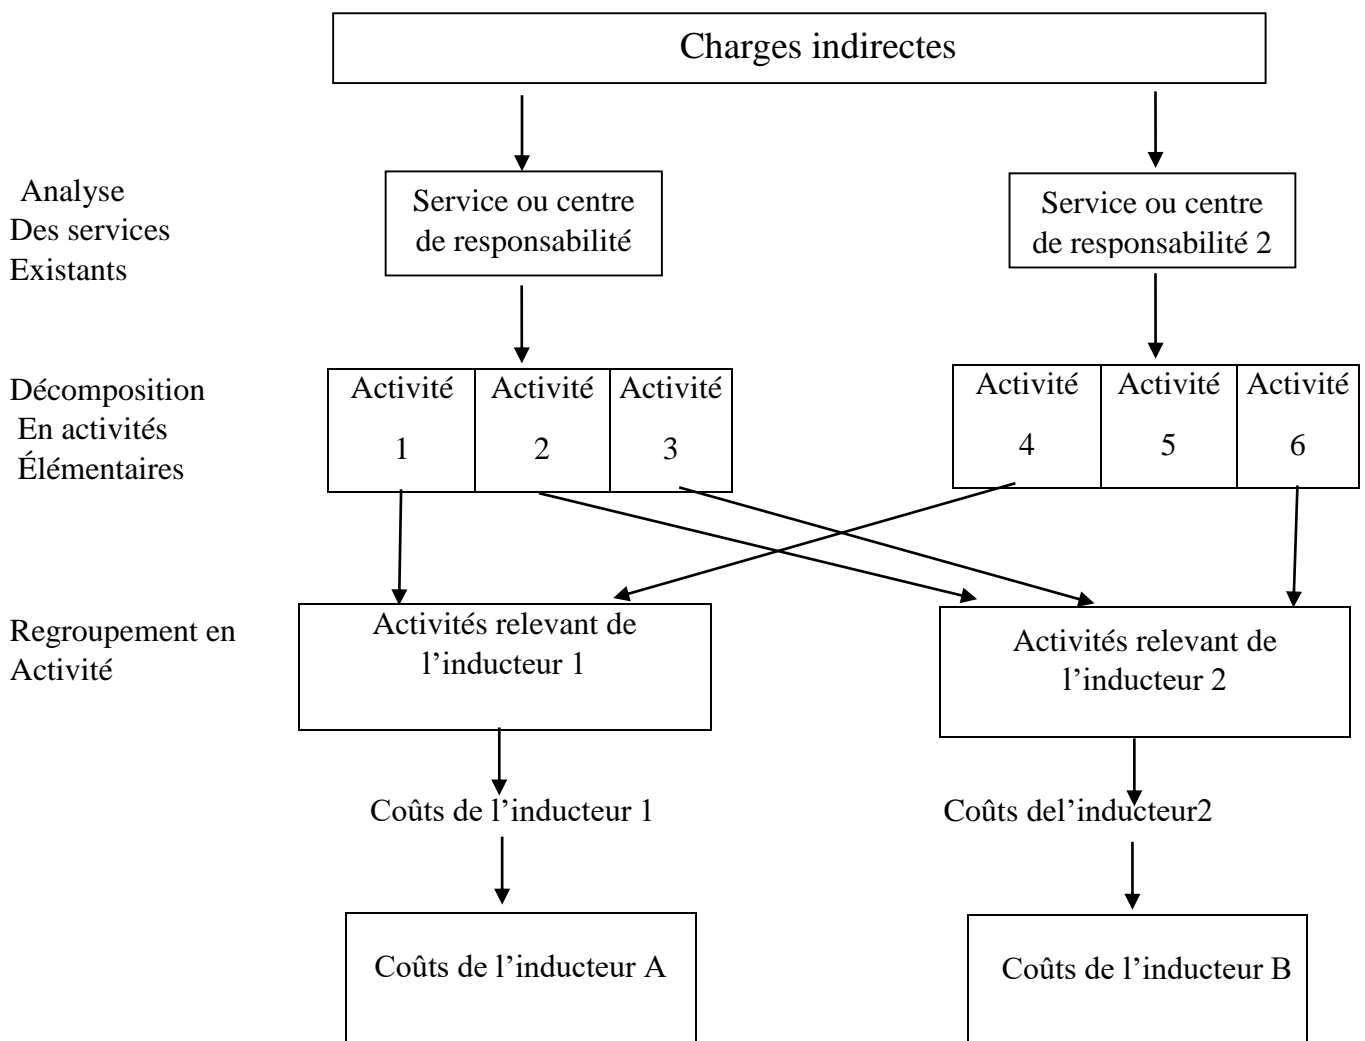 Charges indirectes
Analyse
Des services
Existants
Service ou centre
de responsabilité
Service ou centre
de responsabilité 2
Décomposition
En activités
Élémentaires
Activité
1
Activité
2
Activité
3
Activité
4
Activité
5
Activité
6
Regroupement en
Activité
Activités relevant de
l’inducteur 1
Activités relevant de
l’inducteur 2
Coûts de l’inducteur 1
Coûts del’inducteur2
Coûts de l’inducteur A
Coûts de l’inducteur B